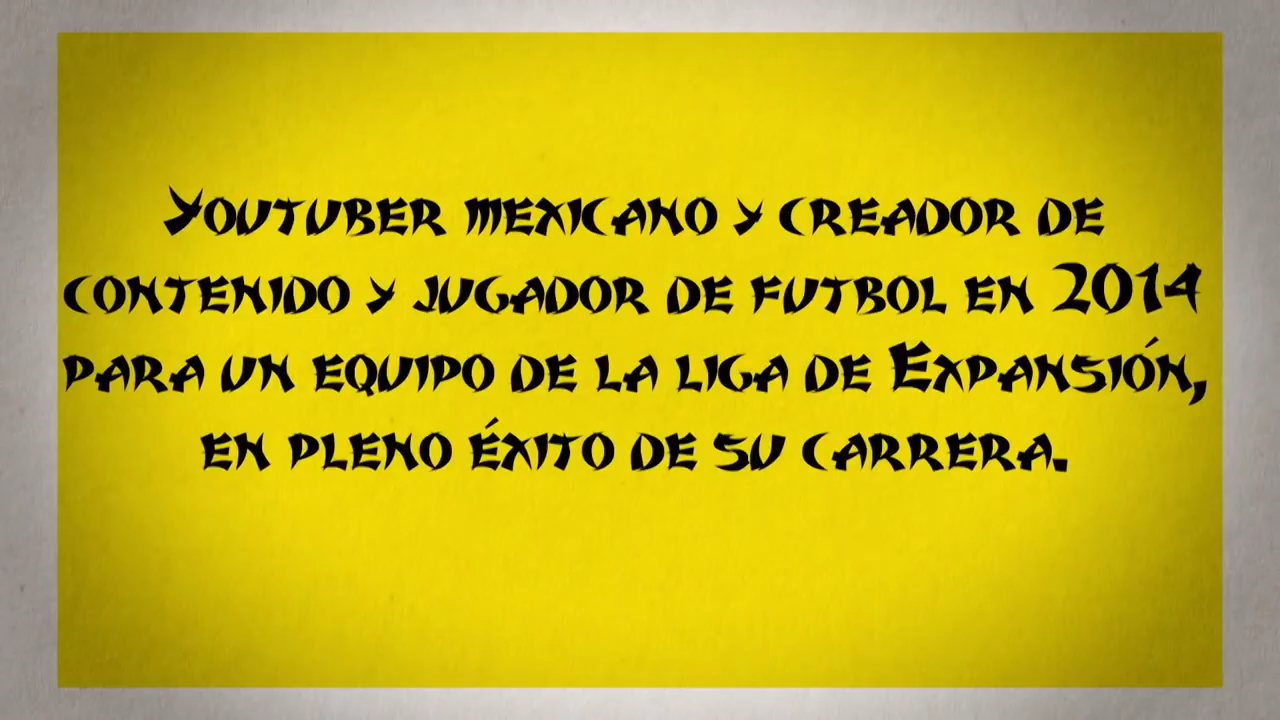 Youtuber mexicano y creador de
contenido y jugador de futbol en 2014
para un equipo de la liga de Expansión,
en pleno éxito de su carrera.